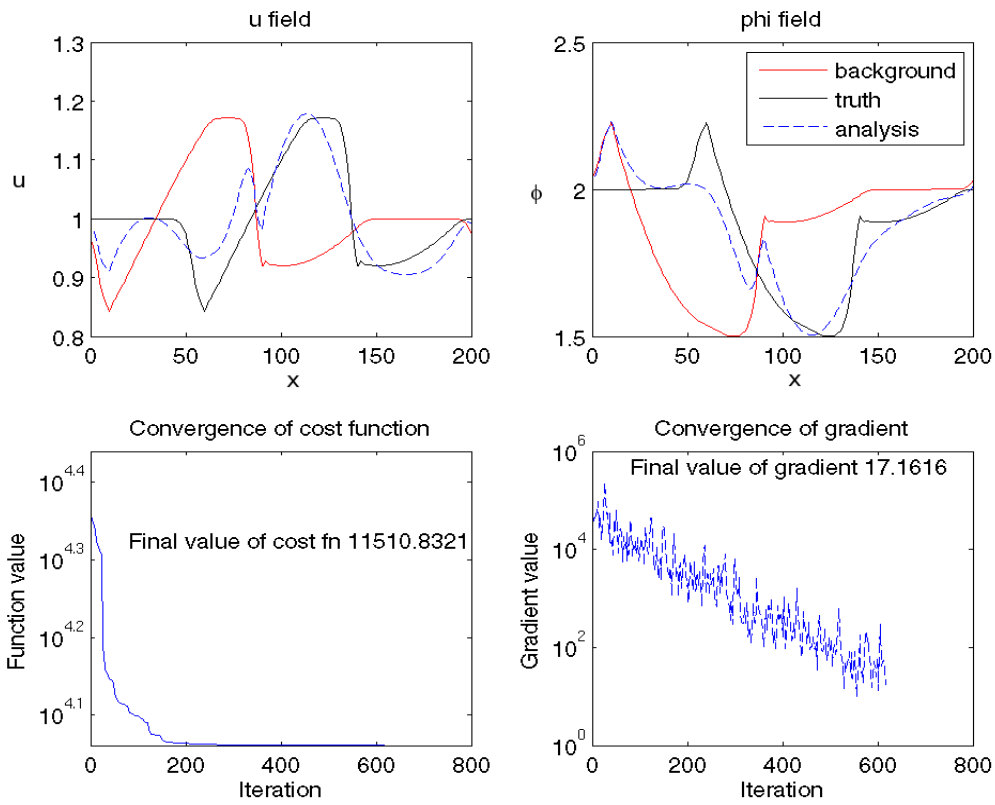 u field
1.3
1.2
1.1
1
0.9
0.8
u
0
50
100
150
200
x
phi field
2.5
2
1.5
ϕ
background
truth
analysis
0
50
100
150
200
x
Convergence of cost function
10^4.4
10^4.3
10^4.2
10^4.1
Function value
Final value of cost fn 11510.8321
0
200
400
600
800
Iteration
Convergence of gradient
10^6
10^4
10^2
10^0
Gradient value
Final value of gradient 17.1616
0
200
400
600
800
Iteration